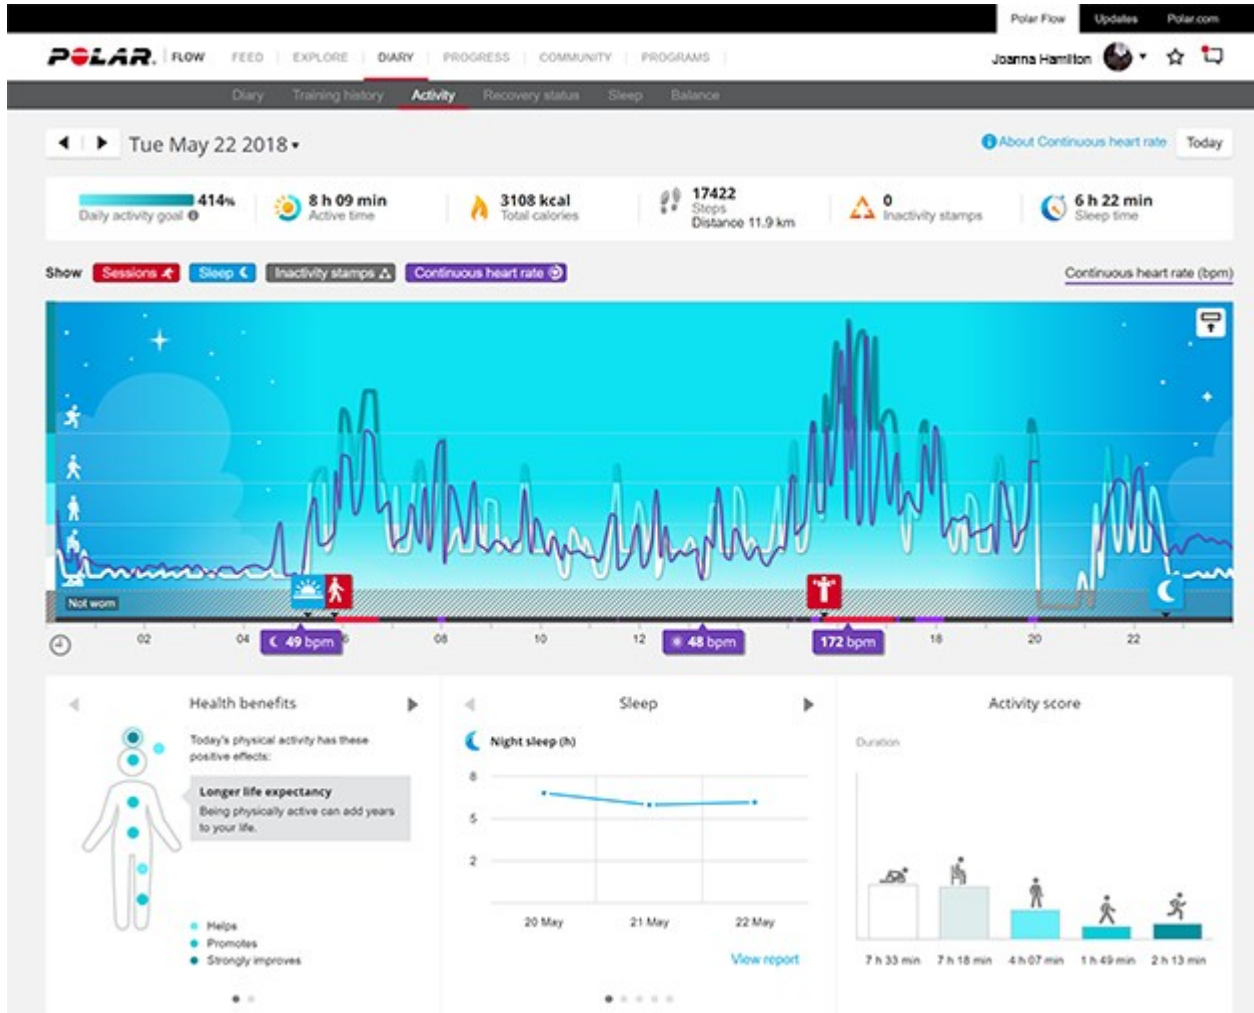 Polar Flow Updates Polar.com
POLAR. FLOW FEED EXPLORE DIARY PROGRESS COMMUNITY PROGRAMS
Joanna Hamilton
Diary Training history Activity Recovery status Sleep Balance
Tue May 22 2018
About Continuous heart rate Today
414%
Daily activity goal
8 h 09 min
Active time
3108 kcal
Total calories
17422
Steps
Distance 11.9 km
0
Inactivity stamps
6 h 22 min
Sleep time
Show Sessions Sleep Inactivity stamps Continuous heart rate
Continuous heart rate (bpm)
Not worn
02 04 6 10 12 18 20 22
49 bpm 48 bpm 172 bpm
Health benefits
Today's physical activity has these
positive effects:
Longer life expectancy
Being physically active can add years
to your life.
Helps
Promotes
Strongly improves
Sleep
Night sleep (h)
8
5
2
20 May 21 May 22 May
View report
Activity score
Duration
7 h 33 min 7 h 18 min 4 h 07 min 1 h 49 min 2 h 13 min